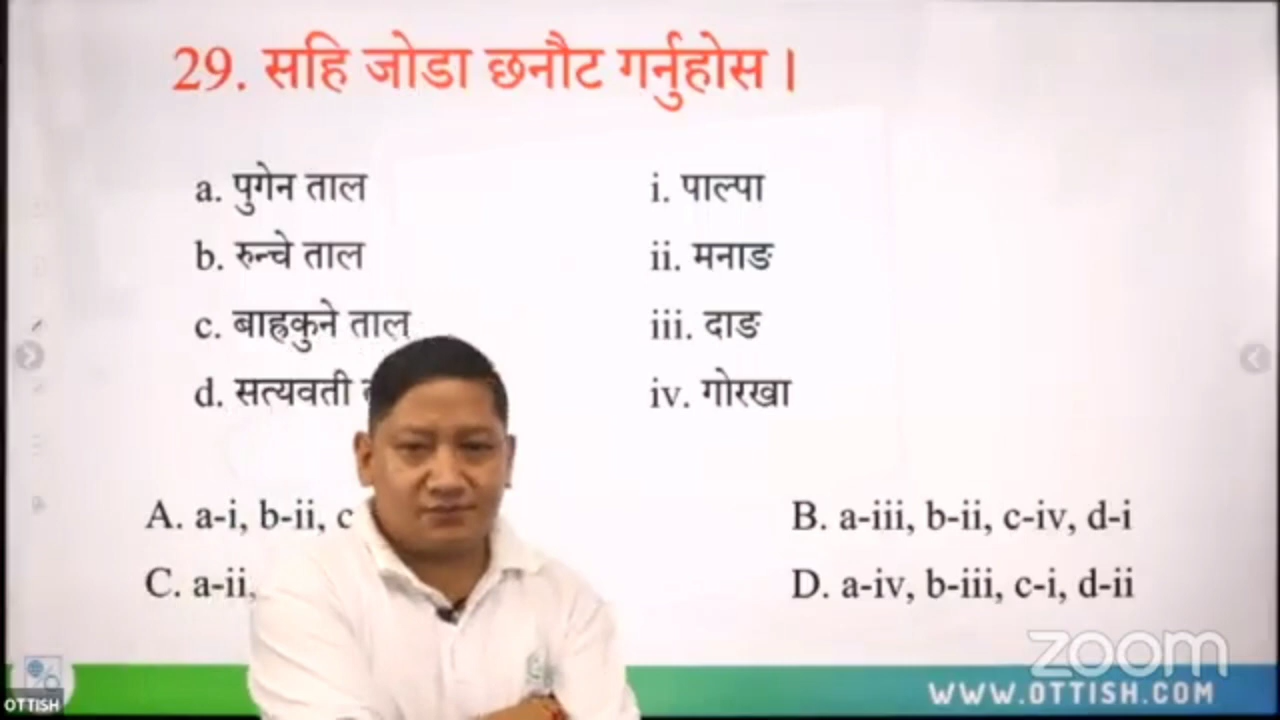 29. सहि जोडा छनौट गर्नुहोस ।
a. पुगेन ताल
i. पाल्पा
b. रुन्चे ताल
ii. मनाङ
c. बाह्रकुने ताल
iii. दाङ
d. सत्यवती
iv. गोरखा
A. a-i, b-ii, c
B. a-iii, b-ii, c-iv, d-i
C. a-ii,
D. a-iv, b-iii, c-i, d-ii
zoom
OTTISH
WWW.OTTISH.COM